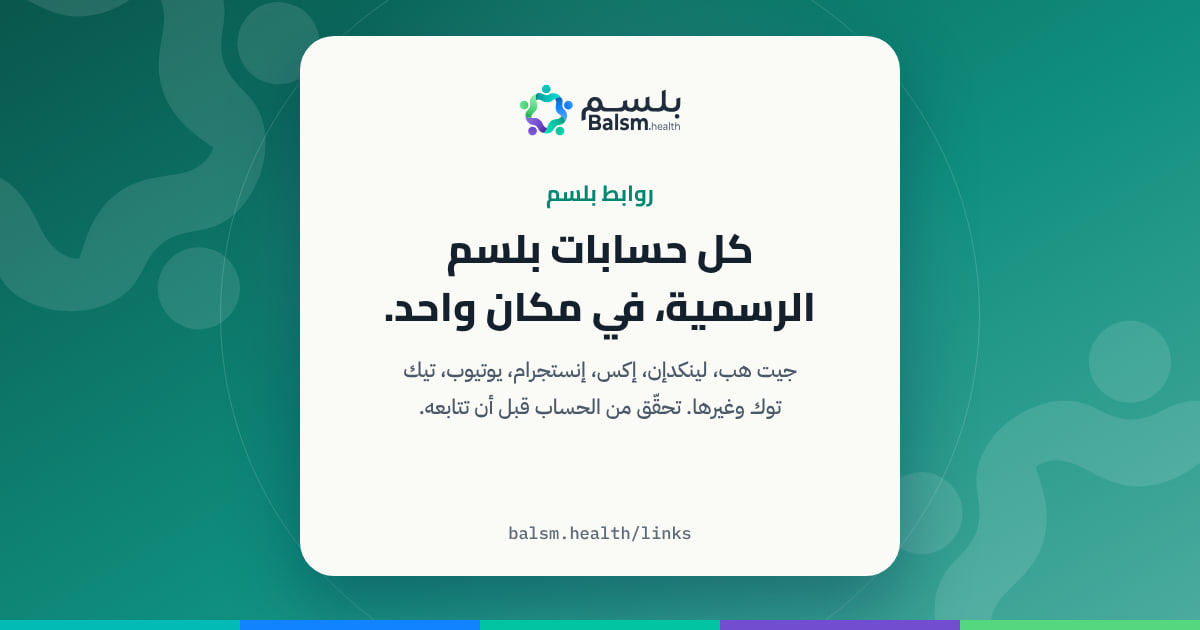 بلسم
Balsm.health
روابط بلسم
كل حسابات بلسم
الرسمية، في مكان واحد.
جيت هب، لينكدإن، إكس، إنستجرام، يوتيوب، تيك
توك وغيرها. تحقّق من الحساب قبل أن تتابعه.
balsm.health/links